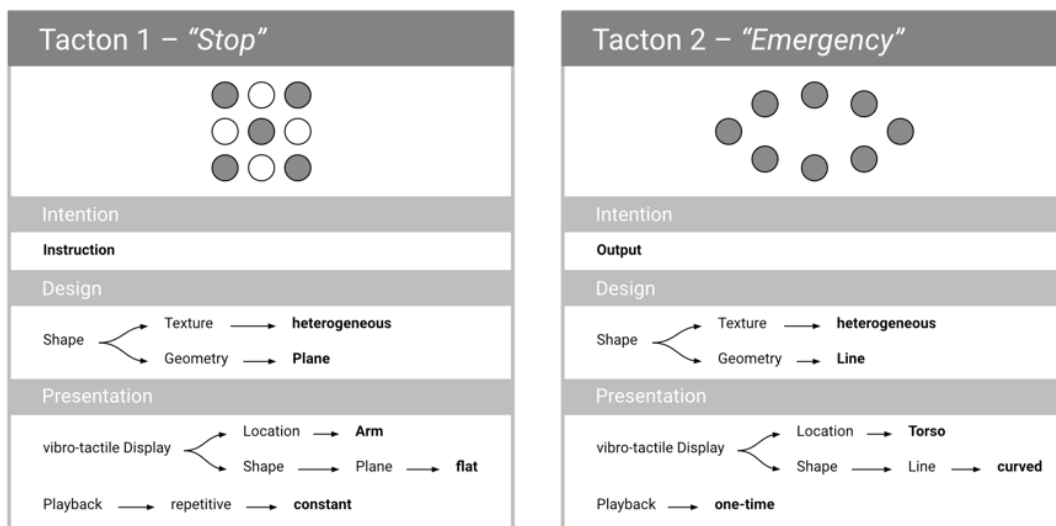 Tacton 1 – “Stop”
Intention
Instruction
Design
Shape
Texture
heterogeneous
Geometry
Plane
Presentation
vibro-tactile Display
Location
Arm
Shape
Plane
flat
Playback
repetitive
constant
Tacton 2 – “Emergency”
Intention
Output
Design
Shape
Texture
heterogeneous
Geometry
Line
Presentation
vibro-tactile Display
Location
Torso
Shape
Line
curved
Playback
one-time